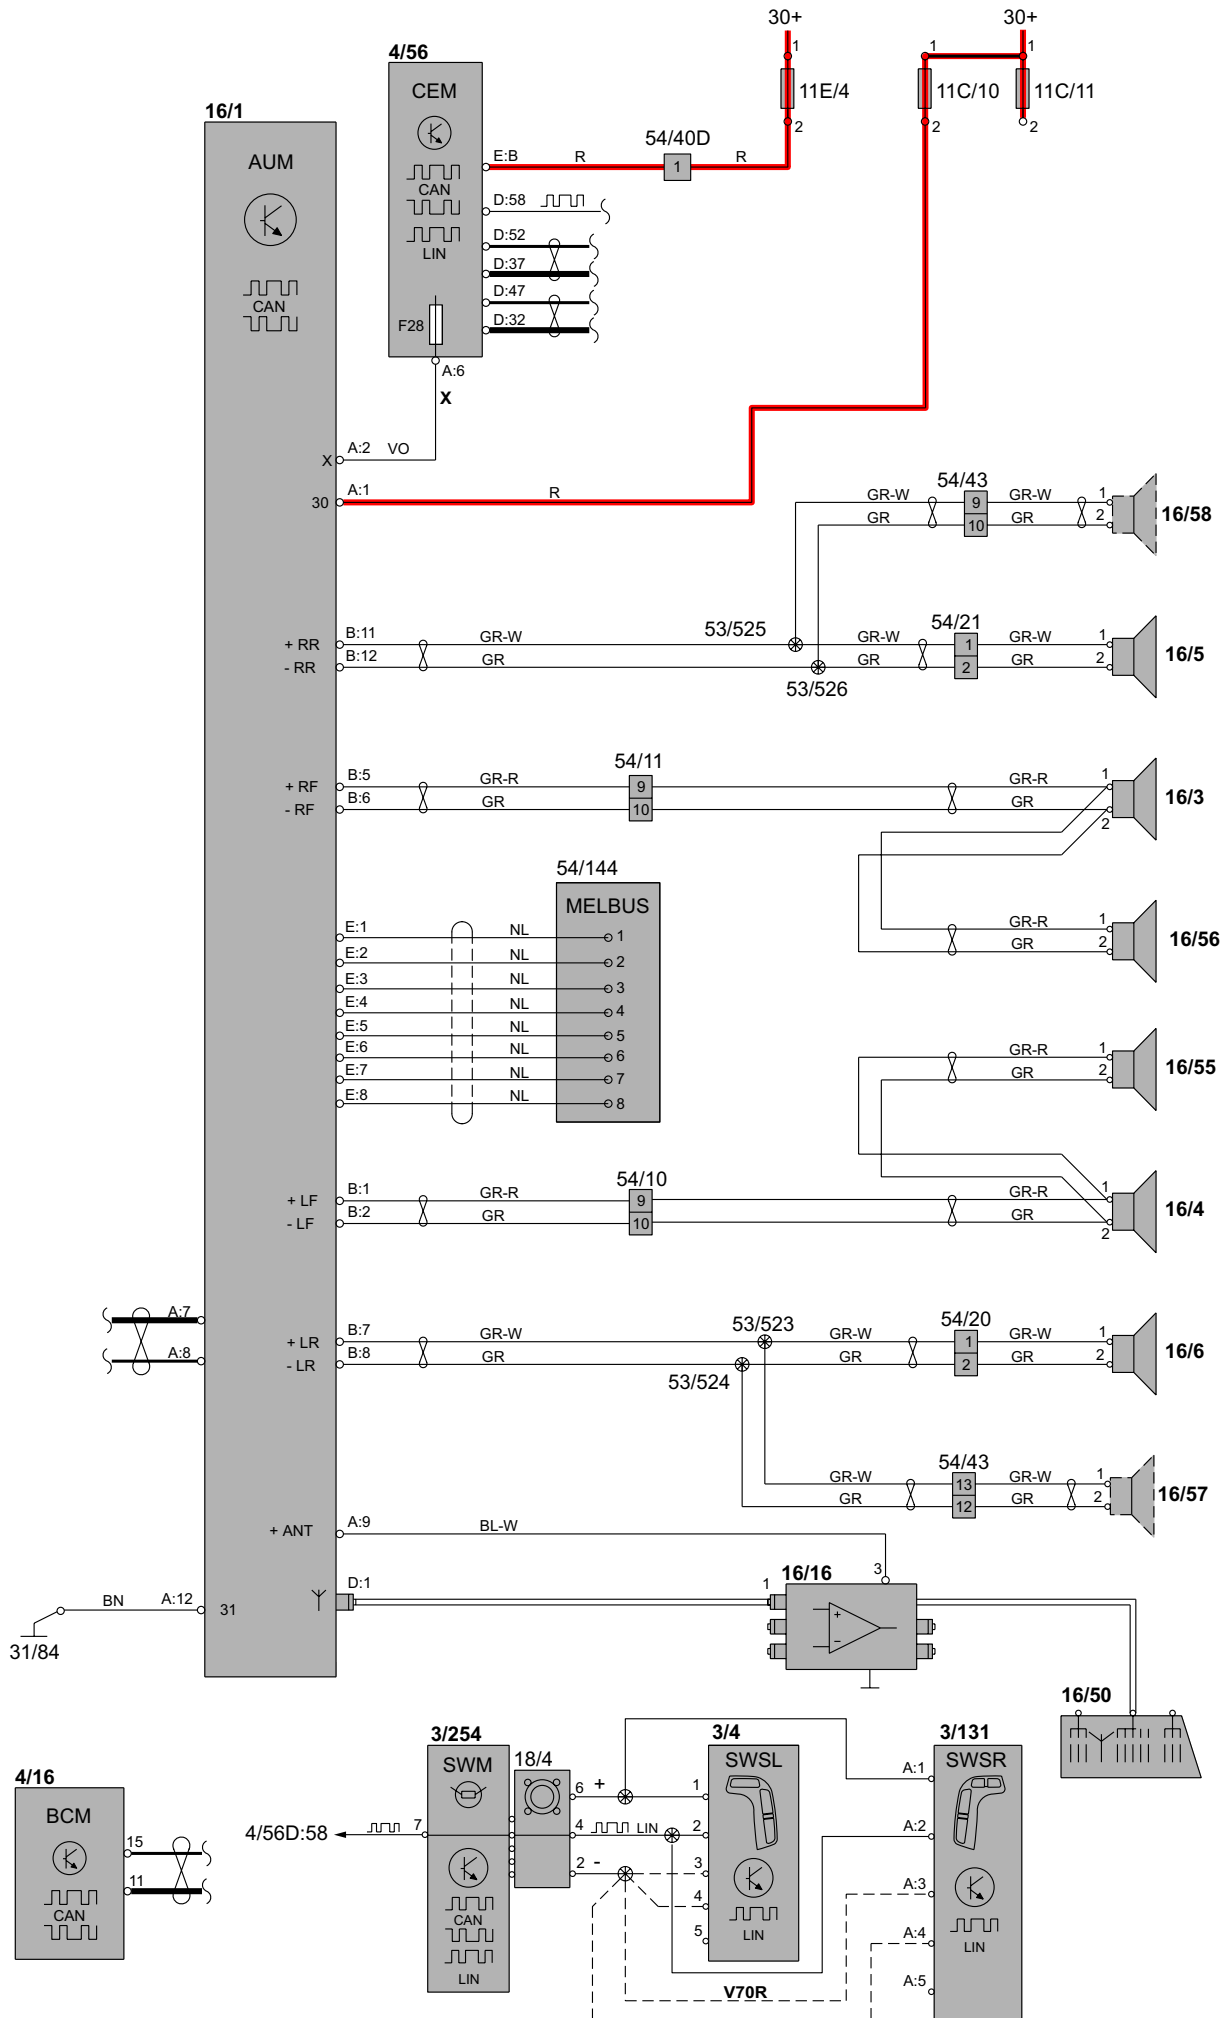 30+ 30+
1 1 1
4/56
CEM
11E/4 11C/10 11C/11
2 2 2
16/1
AUM
54/40D
E:B R 1 R
CAN
D:58
LIN
D:52
D:37
D:47
D:32
CAN
F28
A:6
X
X A:2 VO
30 A:1 R
54/43
GR-W 9 GR-W 1
GR 10 GR 2
16/58
53/525
54/21
+ RR B:11 GR-W GR-W 1 GR-W 1
- RR B:12 GR GR 2 GR 2
16/5
53/526
54/11
+ RF B:5 GR-R 9 GR-R 1
- RF B:6 GR 10 GR 2
16/3
54/144
MELBUS
E:1 NL 1
E:2 NL 2
E:3 NL 3
E:4 NL 4
E:5 NL 5
E:6 NL 6
E:7 NL 7
E:8 NL 8
GR-R 1
GR 2
16/56
GR-R 1
GR 2
16/55
54/10
+ LF B:1 GR-R 9 GR-R 1
- LF B:2 GR 10 GR 2
16/4
A:7
A:8
53/523
54/20
+ LR B:7 GR-W GR-W 1 GR-W 1
- LR B:8 GR GR 2 GR 2
16/6
53/524
54/43
GR-W 13 GR-W 1
GR 12 GR 2
16/57
+ ANT A:9 BL-W
16/16
3
D:1 1
+
-
BN A:12 31
31/84
16/50
4/16
BCM
15
11
CAN
3/254
SWM
18/4
4/56D:58 7
6 +
4 LIN
2 -
CAN
LIN
3/4
SWSL
1
2
3
4
5
LIN
3/131
SWSR
A:1
A:2
A:3
A:4
A:5
LIN
V70R